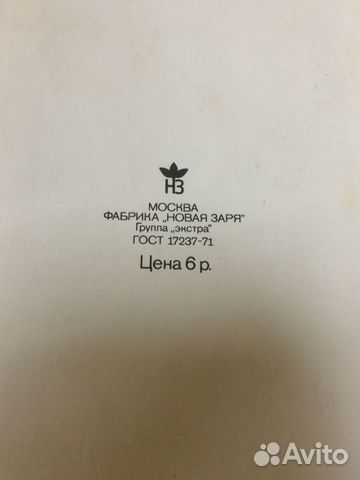 НЗ
МОСКВА
ФАБРИКА „НОВАЯ ЗАРЯ"
Группа „экстра"
ГОСТ 17237-71
Цена 6 р.
Avito